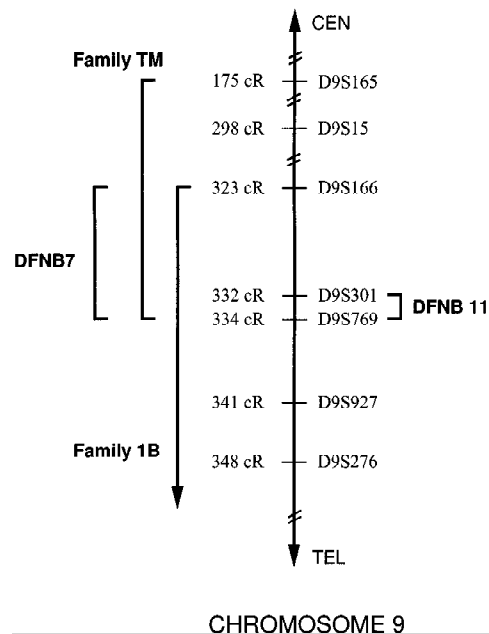 CEN
Family TM
175 cR D9S165
298 cR D9S15
323 cR D9S166
DFNB7
332 cR D9S301
DFNB 11
334 cR D9S769
341 cR D9S927
Family 1B
348 cR D9S276
TEL
CHROMOSOME 9